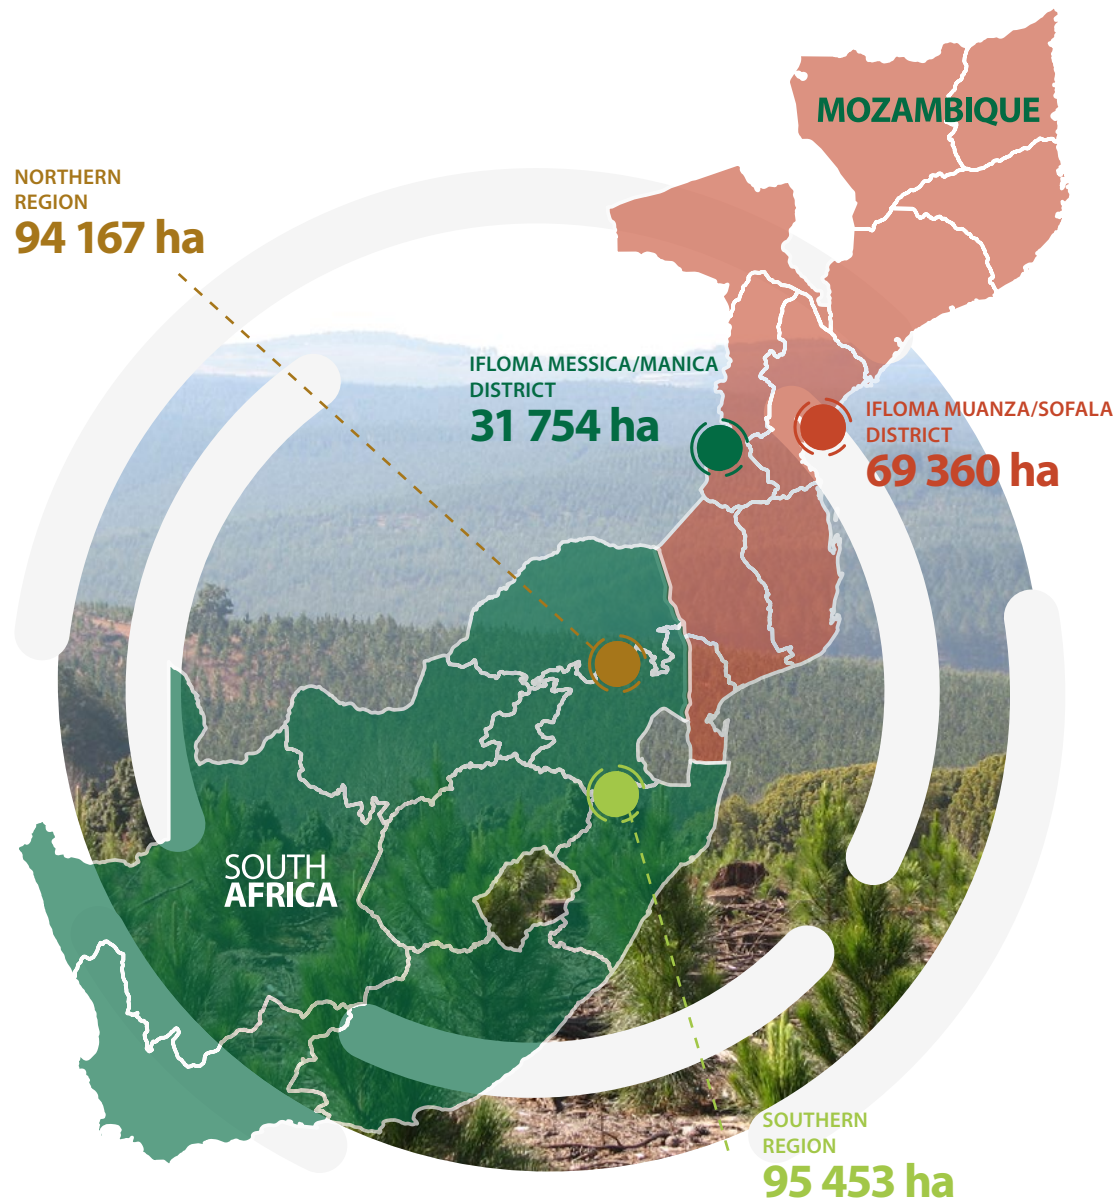 MOZAMBIQUE
NORTHERN
REGION
94 167 ha
IFLOMA MESSICA/MANICA
DISTRICT
31 754 ha
IFLOMA MUANZA/SOFALA
DISTRICT
69 360 ha
SOUTH
AFRICA
SOUTHERN
REGION
95 453 ha